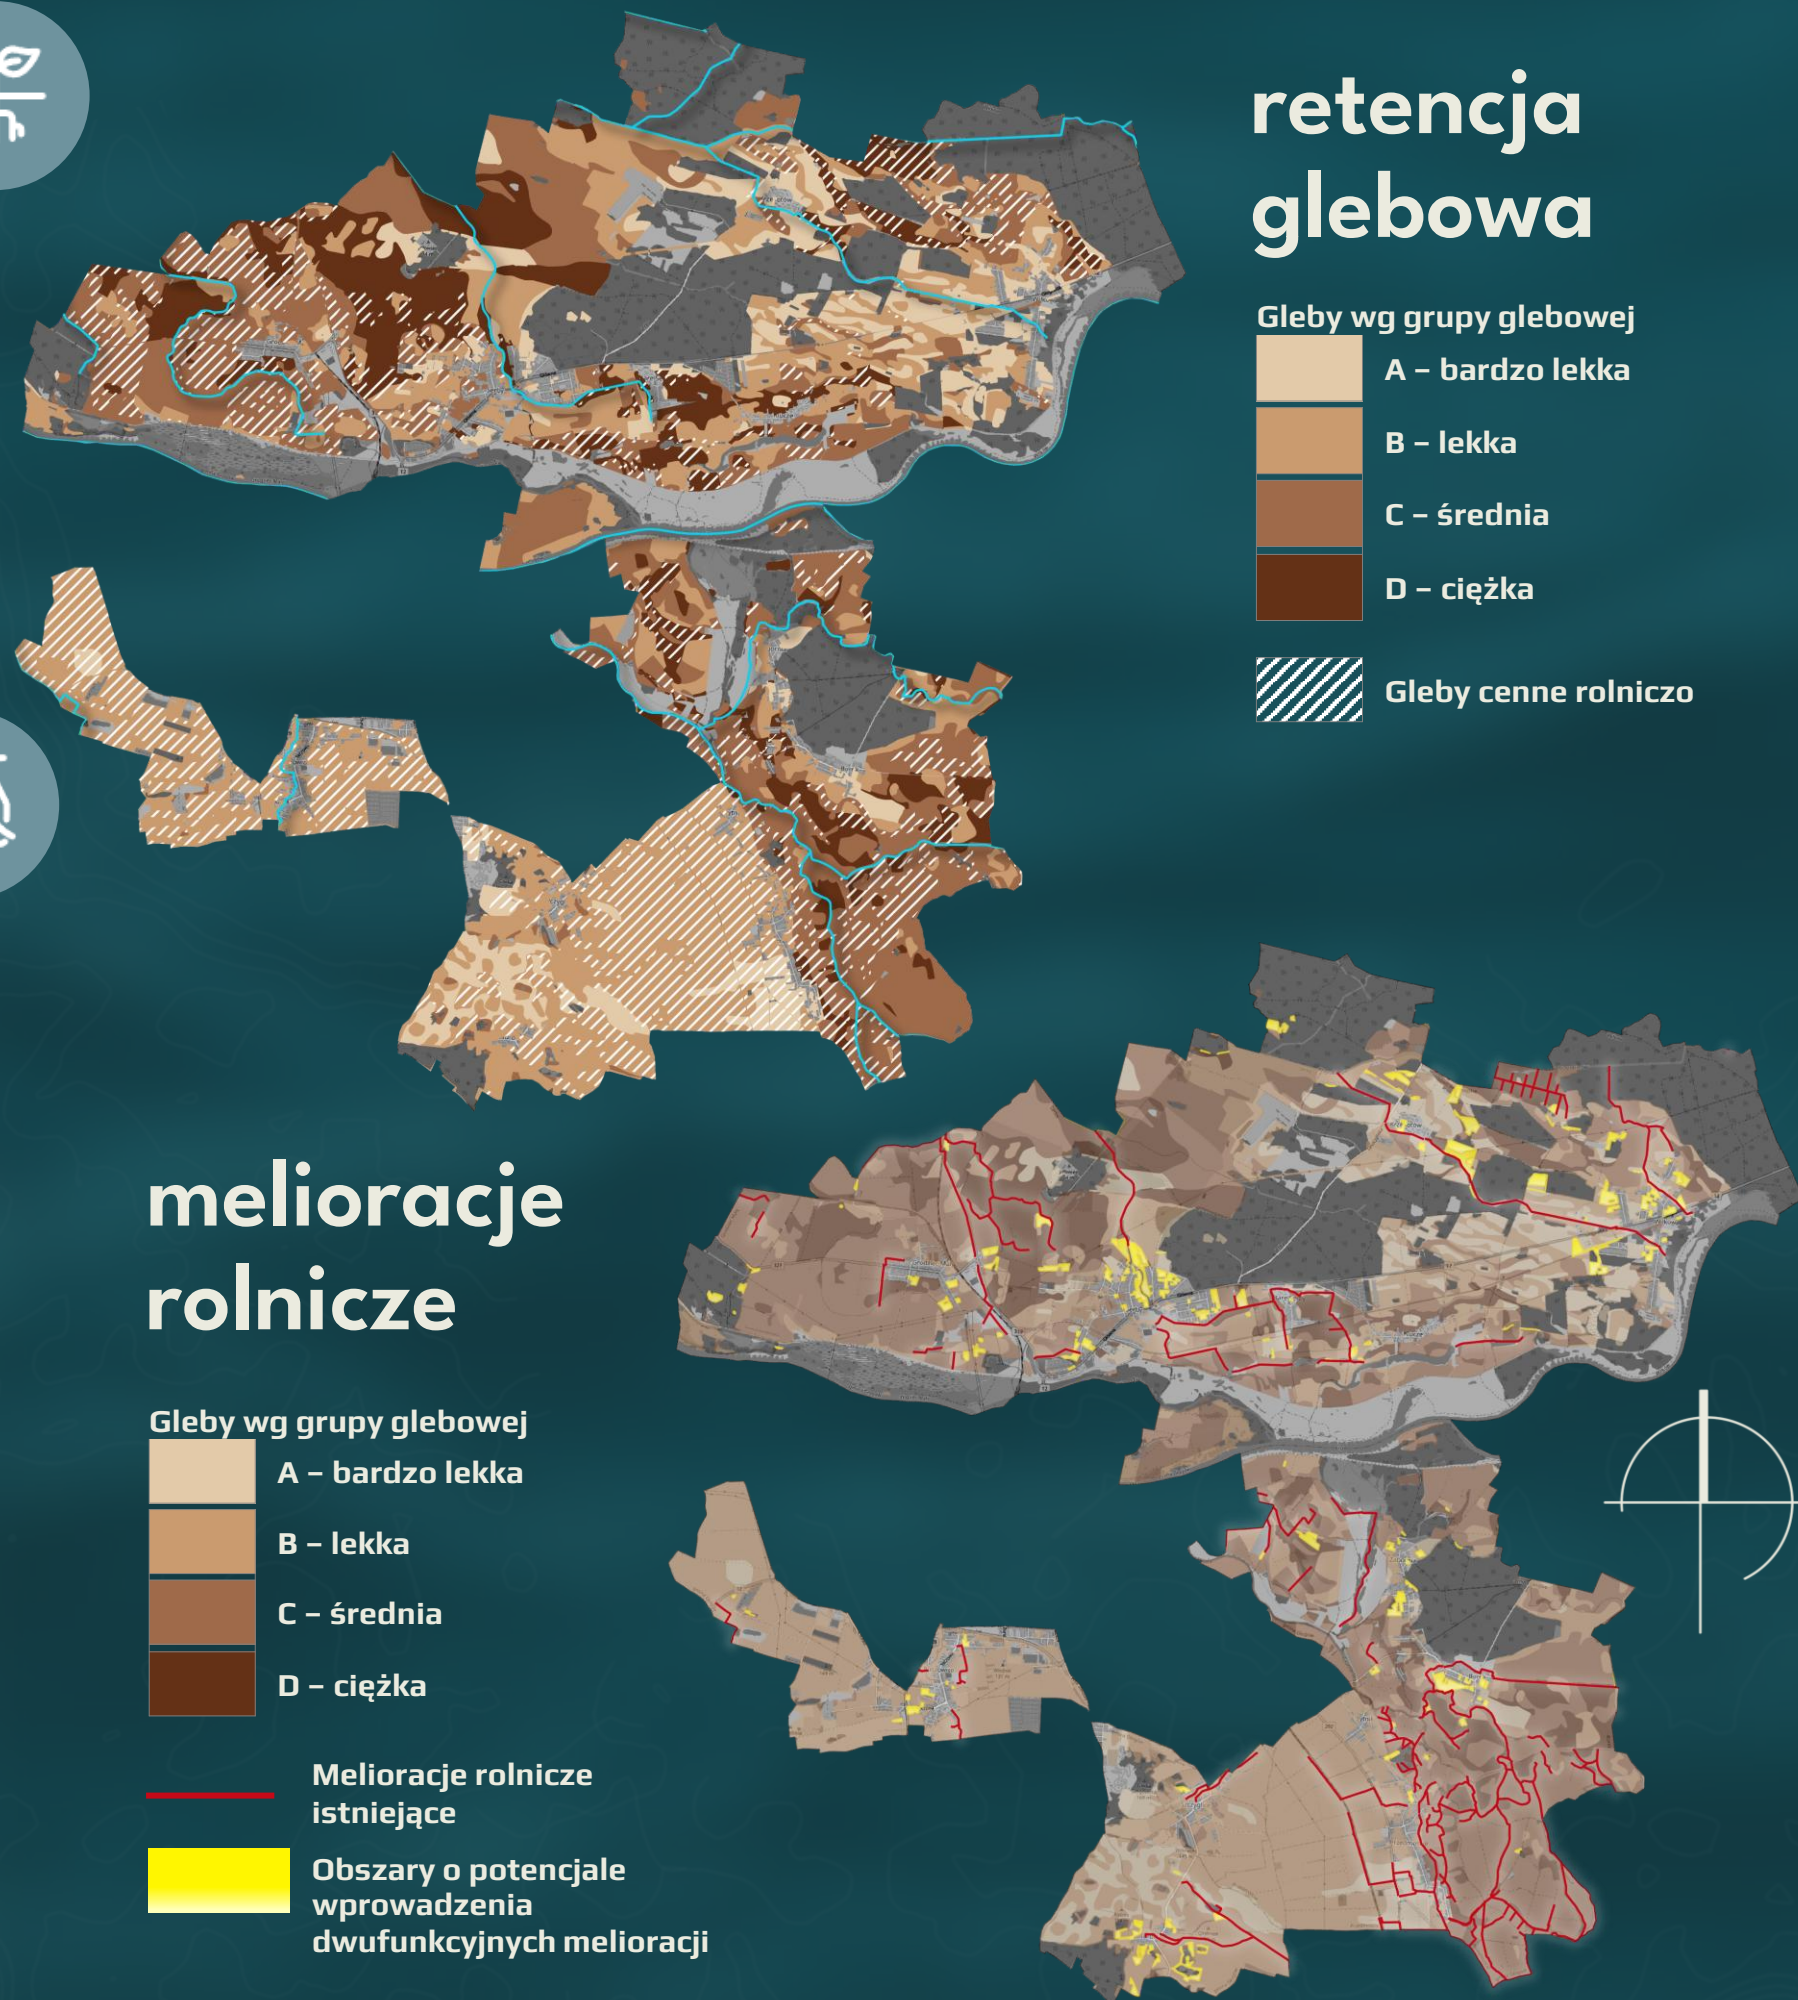 retencja
glebowa
Gleby wg grupy glebowej
A – bardzo lekka
B – lekka
C – średnia
D – ciężka
Gleby cenne rolniczo
melioracje
rolnicze
Gleby wg grupy glebowej
A – bardzo lekka
B – lekka
C – średnia
D – ciężka
Melioracje rolnicze
istniejące
Obszary o potencjale
wprowadzenia
dwufunkcyjnych melioracji